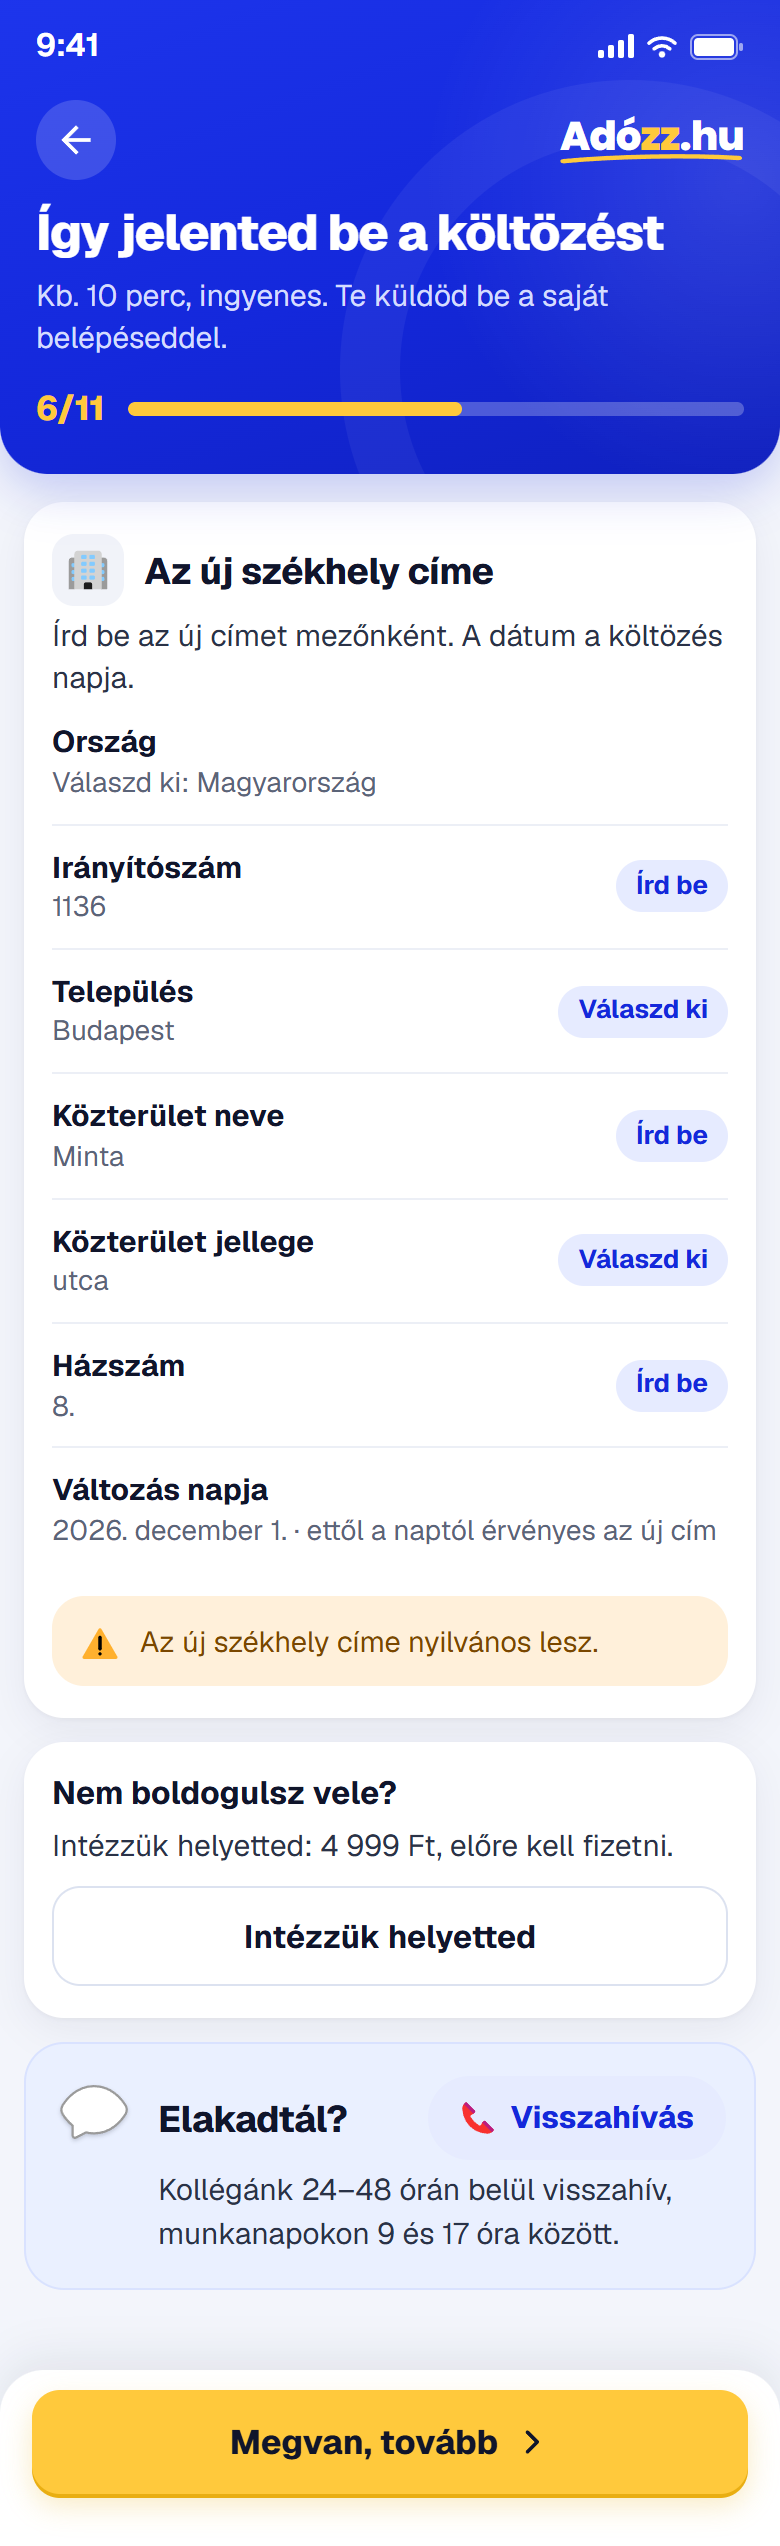 9:41
Adózz.hu
Így jelented be a költözést
Kb. 10 perc, ingyenes. Te küldöd be a saját
belépéseddel.
6/11
Az új székhely címe
Írd be az új címet mezőnként. A dátum a költözés
napja.
Ország
Válaszd ki: Magyarország
Irányítószám
1136
Írd be
Település
Budapest
Válaszd ki
Közterület neve
Minta
Írd be
Közterület jellege
utca
Válaszd ki
Házszám
8.
Írd be
Változás napja
2026. december 1. · ettől a naptól érvényes az új cím
Az új székhely címe nyilvános lesz.
Nem boldogulsz vele?
Intézzük helyetted: 4 999 Ft, előre kell fizetni.
Intézzük helyetted
Elakadtál?
Visszahívás
Kollégánk 24–48 órán belül visszahív,
munkanapokon 9 és 17 óra között.
Megvan, tovább